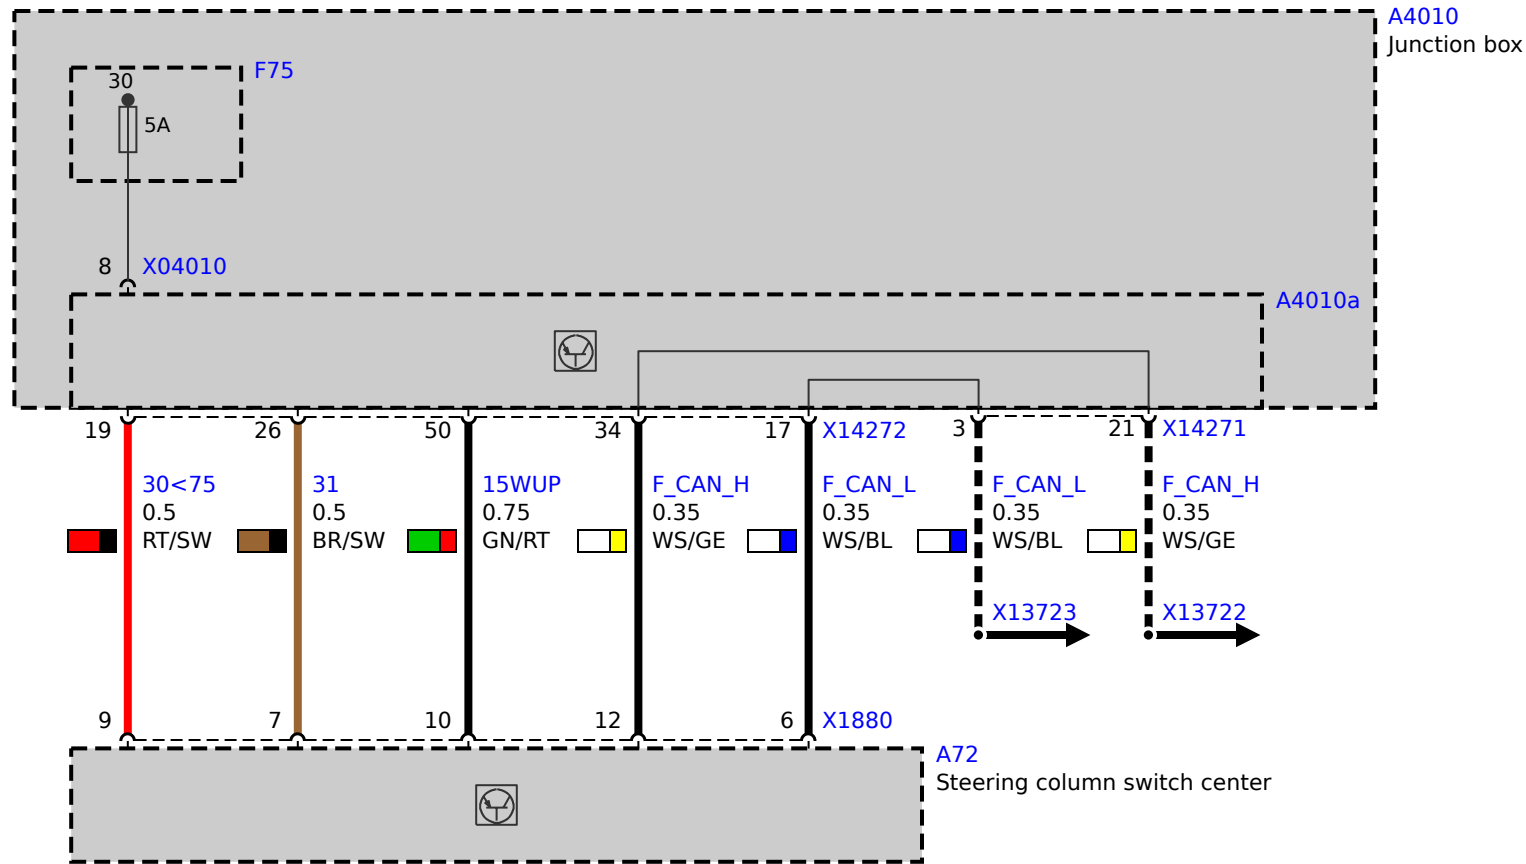 A4010
Junction box
F75
30
5A
8 X04010
A4010a
19 26 50 34 17 X14272 3 21 X14271
30<75 31 15WUP F_CAN_H F_CAN_L F_CAN_L F_CAN_H
0.5 0.5 0.75 0.35 0.35 0.35 0.35
RT/SW BR/SW GN/RT WS/GE WS/BL WS/BL WS/GE
X13723 X13722
9 7 10 12 6 X1880
A72
Steering column switch center